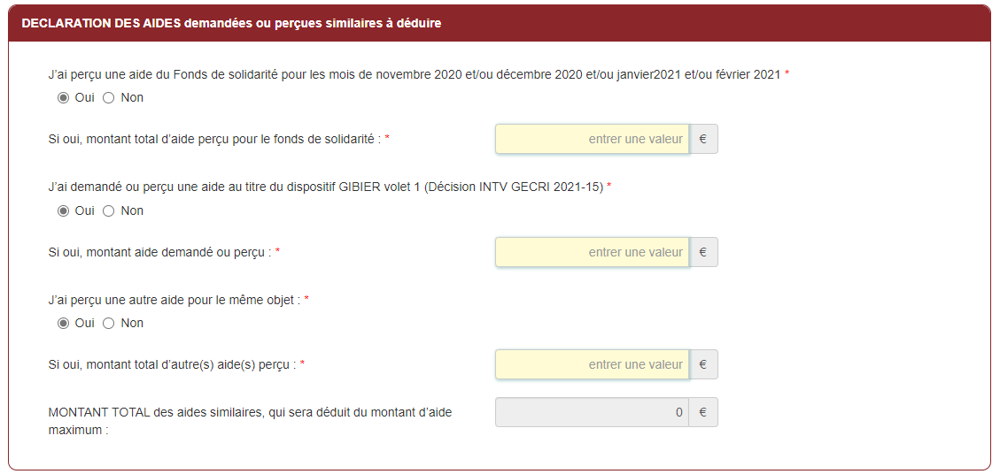 DECLARATION DES AIDES demandées ou perçues similaires à déduire
J'ai perçu une aide du Fonds de solidarité pour les mois de novembre 2020 et/ou décembre 2020 et/ou janvier2021 et/ou février 2021 *
Oui Non
Si oui, montant total d'aide perçu pour le fonds de solidarité : * entrer une valeur €
J'ai demandé ou perçu une aide au titre du dispositif GIBIER volet 1 (Décision INTV GECRI 2021-15) *
Oui Non
Si oui, montant aide demandé ou perçu : * entrer une valeur €
J'ai perçu une autre aide pour le même objet : *
Oui Non
Si oui, montant total d'autre(s) aide(s) perçu : * entrer une valeur €
MONTANT TOTAL des aides similaires, qui sera déduit du montant d'aide 0 €
maximum :